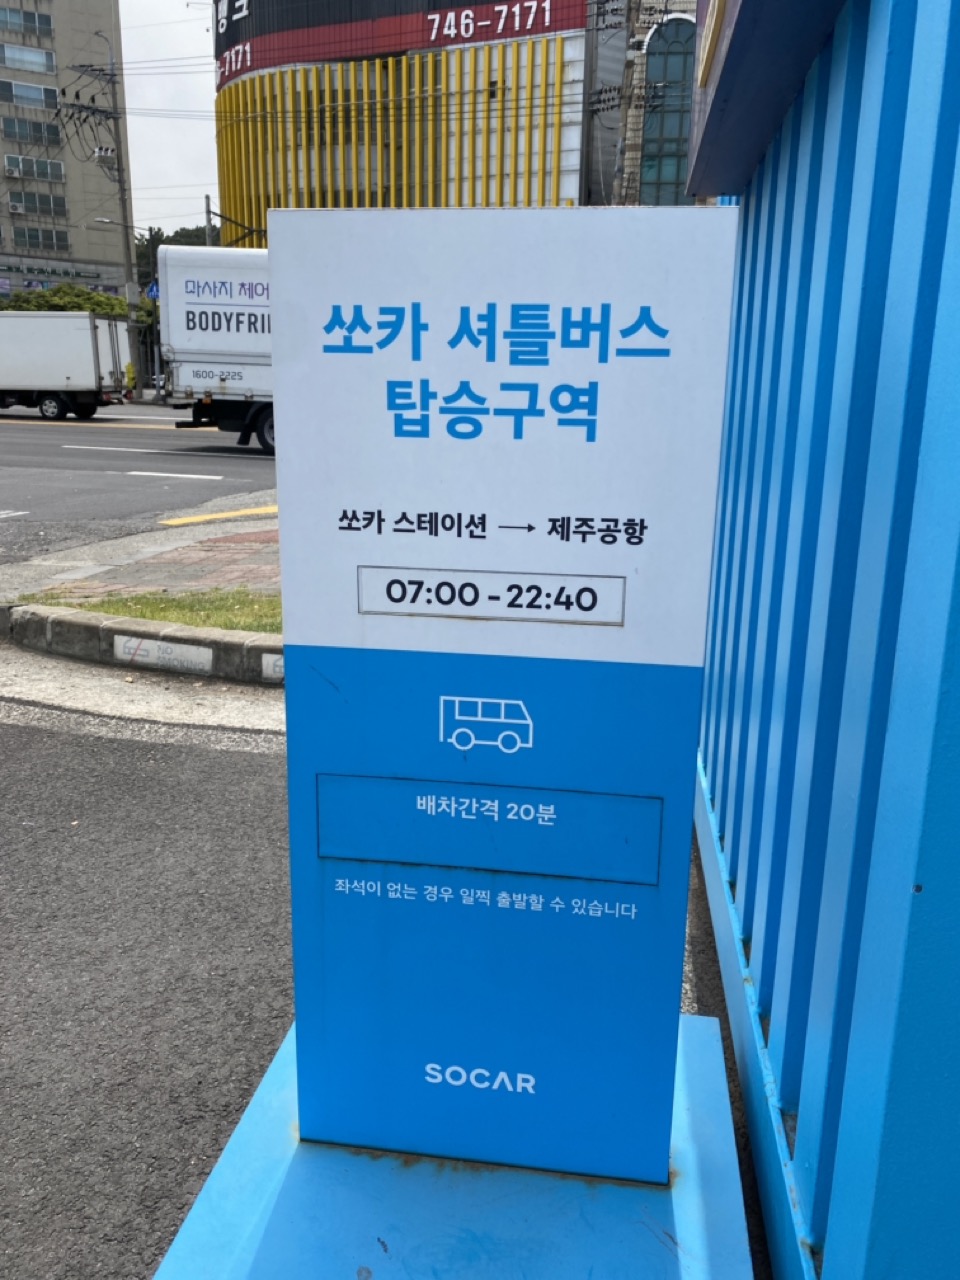 746-7171
-7171
마사지 체어
BODYFRI
1600-2225
쏘카 셔틀버스
탑승구역
쏘카 스테이션 → 제주공항
07:00 - 22:40
NO
SMOKING
배차간격 20분
좌석이 없는 경우 일찍 출발할 수 있습니다
SOCAR